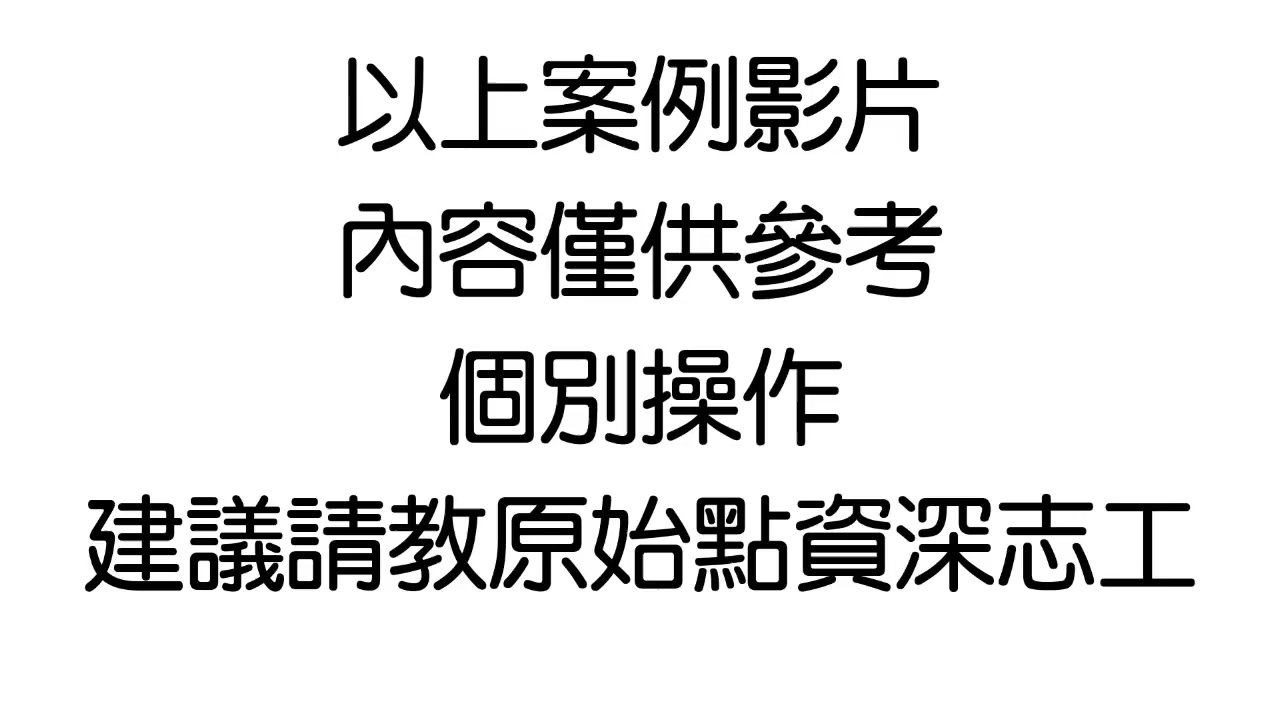 以上案例影片
內容僅供參考
個別操作
建議請教原始點資深志工